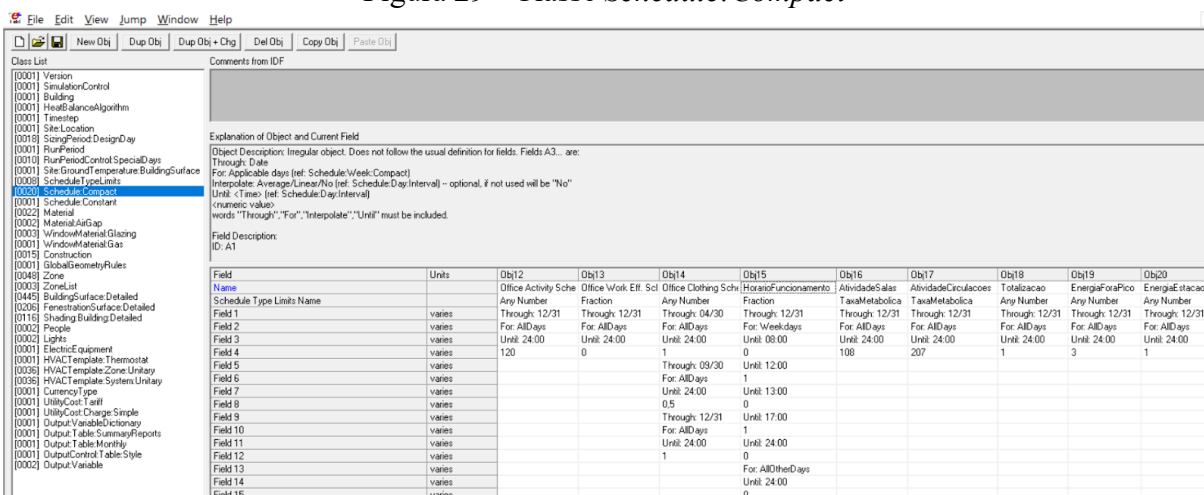 Figura 29 – Klasse Schedule:Compact
File Edit View Jump Window Help
New Obj Dup Obj Dup Obj + Chg Del Obj Copy Obj Paste Obj
Class List
Comments from IDF
[0001] Version
[0001] SimulationControl
[0001] Building
[0001] HeatBalanceAlgorithm
[0001] Timestep
[0001] Site:Location
[0018] SizingPeriod:DesignDay
[0001] RunPeriod
[0010] RunPeriodControl:SpecialDays
[0001] Site:GroundTemperature:BuildingSurface
[0008] ScheduleTypeLimits
[0020] Schedule:Compact
[0001] Schedule:Constant
[0022] Material
[0002] Material:AirGap
[0003] WindowMaterial:Glazing
[0001] WindowMaterial:Gas
[0015] Construction
[0001] GlobalGeometryRules
[0048] Zone
[0003] ZoneList
[0445] BuildingSurface:Detailed
[0206] FenestrationSurface:Detailed
[0116] Shading:Building:Detailed
[0002] People
[0002] Lights
[0001] ElectricEquipment
[0001] HVACTemplate:Thermostat
[0036] HVACTemplate:Zone:Unitary
[0036] HVACTemplate:System:Unitary
[0001] CurrencyType
[0001] UtilityCost:Tariff
[0001] UtilityCost:Charge:Simple
[0001] Output:VariableDictionary
[0001] Output:Table:SummaryReports
[0001] Output:Table:Monthly
[0001] OutputControl:Table:Style
[0002] Output:Variable
Explanation of Object and Current Field
Object Description: Irregular object. Does not follow the usual definition for fields. Fields A3... are:
Through: Date
For: Applicable days (ref: Schedule:Week:Compact)
Interpolate: Average/Linear/No (ref: Schedule:Day:Interval) -- optional, if not used will be "No"
Until: <Time> (ref: Schedule:Day:Interval)
<numeric value>
words "Through","For","Interpolate","Until" must be included.
Field Description:
ID: A1
Field Units Obj12 Obj13 Obj14 Obj15 Obj16 Obj17 Obj18 Obj19 Obj20
Name Office Activity Sche Office Work Eff. Scl Office Clothing Sche HorarioFuncionamento AtividadeSalas AtividadeCirculacoes Totalizacao EnergiaForaPico EnergiaEstacao
Schedule Type Limits Name Any Number Fraction Any Number Fraction TaxaMetabolica TaxaMetabolica Any Number Any Number Any Number
Field 1 varies Through: 12/31 Through: 12/31 Through: 04/30 Through: 12/31 Through: 12/31 Through: 12/31 Through: 12/31 Through: 12/31 Through: 12/31
Field 2 varies For: AllDays For: AllDays For: AllDays For: Weekdays For: AllDays For: AllDays For: AllDays For: AllDays For: AllDays
Field 3 varies Until: 24:00 Until: 24:00 Until: 24:00 Until: 08:00 Until: 24:00 Until: 24:00 Until: 24:00 Until: 24:00 Until: 24:00
Field 4 varies 120 0 1 0 108 207 1 3 1
Field 5 varies Through: 09/30 Until: 12:00
Field 6 varies For: AllDays 1
Field 7 varies Until: 24:00 Until: 13:00
Field 8 varies 0,5 0
Field 9 varies Through: 12/31 Until: 17:00
Field 10 varies For: AllDays 1
Field 11 varies Until: 24:00 Until: 24:00
Field 12 varies 1 0
Field 13 varies For: AllOtherDays
Field 14 varies Until: 24:00
Field 15 varies 0